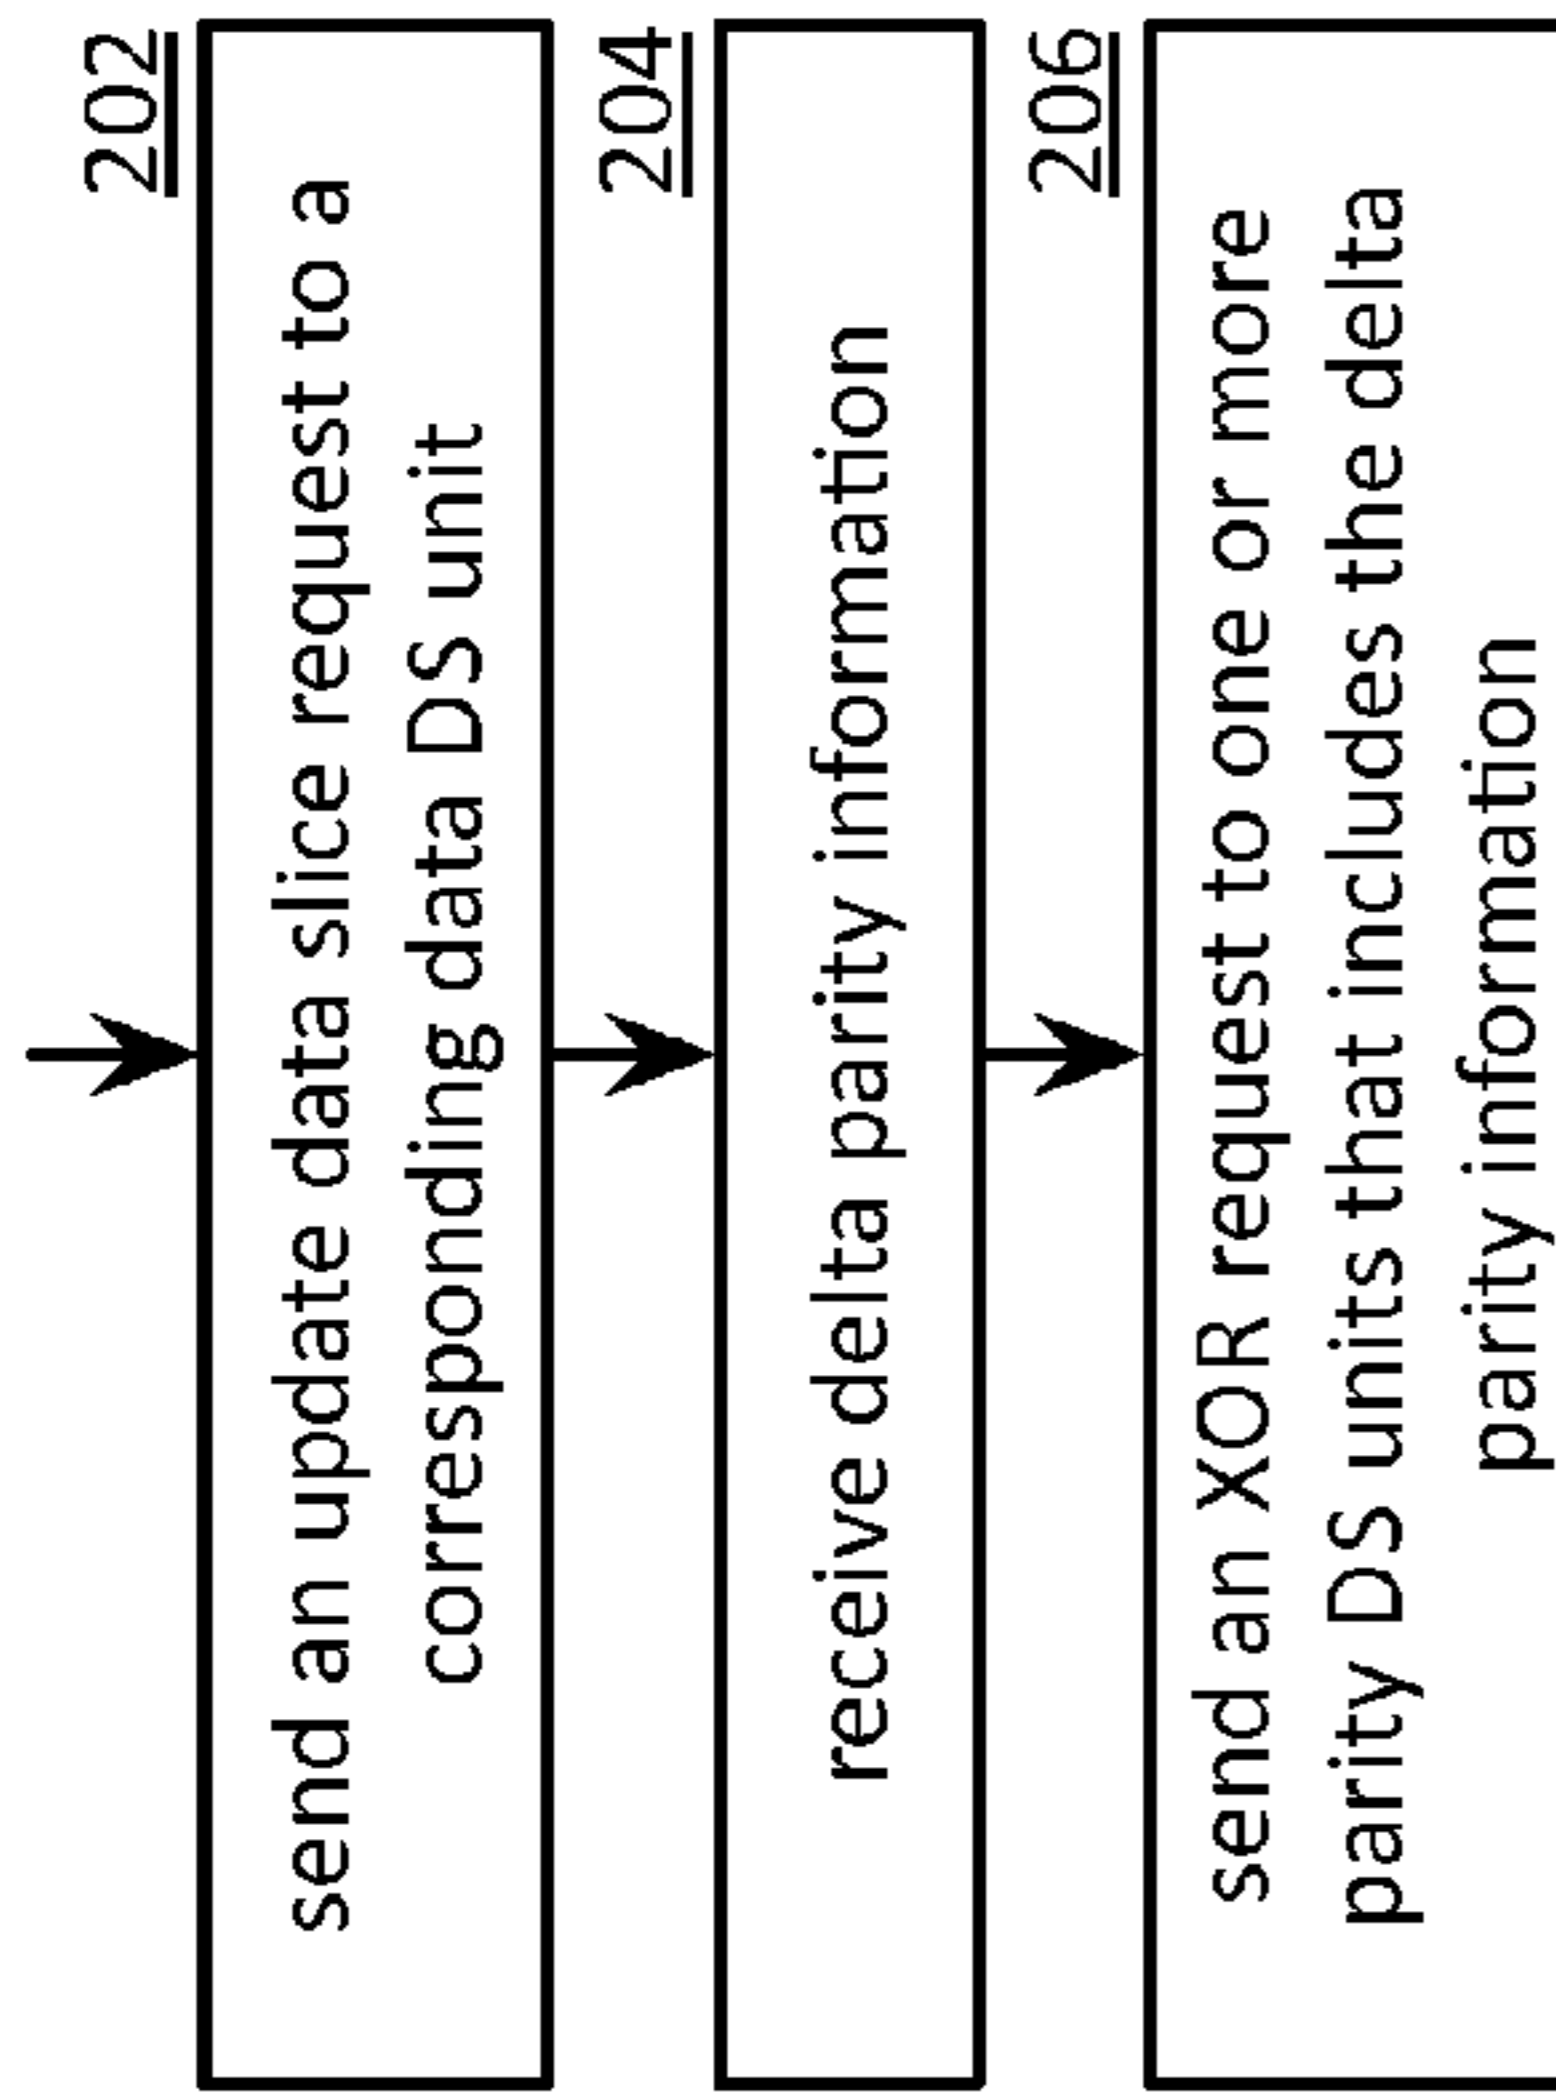 202
send an update data slice request to a
corresponding data DS unit
204
receive delta parity information
206
send an XOR request to one or more
parity DS units that includes the delta
parity information